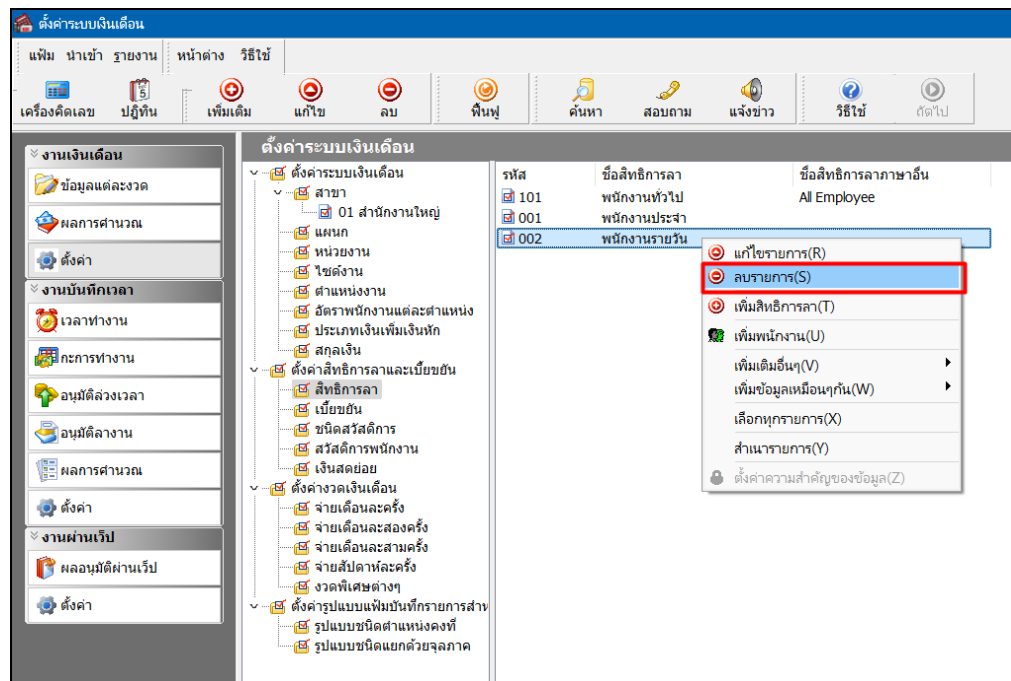 ตั้งค่าระบบเงินเดือน
แฟ้ม นำเข้า รายงาน หน้าต่าง วิธีใช้
5
เครื่องคิดเลข ปฏิทิน เพิ่มเติม แก้ไข ลบ ฟื้นฟู ค้นหา สอบถาม แจ้งข่าว วิธีใช้ ถัดไป
งานเงินเดือน
ข้อมูลแต่ละงวด
ผลการคำนวณ
ตั้งค่า
งานบันทึกเวลา
เวลาทำงาน
กะการทำงาน
อนุมัติล่วงเวลา
อนุมัติลางาน
ผลการคำนวณ
ตั้งค่า
งานผ่านเว็ป
ผลอนุมัติผ่านเว็ป
ตั้งค่า
ตั้งค่าระบบเงินเดือน
ตั้งค่าระบบเงินเดือน
สาขา
01 สำนักงานใหญ่
แผนก
หน่วยงาน
ไซด์งาน
ตำแหน่งงาน
อัตราพนักงานแต่ละตำแหน่ง
ประเภทเงินเพิ่มเงินหัก
สกุลเงิน
ตั้งค่าสิทธิการลาและเบี้ยขยัน
สิทธิการลา
เบี้ยขยัน
ชนิดสวัสดิการ
สวัสดิการพนักงาน
เงินสดย่อย
ตั้งค่างวดเงินเดือน
จ่ายเดือนละครั้ง
จ่ายเดือนละสองครั้ง
จ่ายเดือนละสามครั้ง
จ่ายสัปดาห์ละครั้ง
งวดพิเศษต่างๆ
ตั้งค่ารูปแบบแฟ้มบันทึกรายการสำห
รูปแบบชนิดตำแหน่งคงที่
รูปแบบชนิดแยกด้วยจุลภาค
รหัส ชื่อสิทธิการลา ชื่อสิทธิการลาภาษาอื่น
101 พนักงานทั่วไป All Employee
001 พนักงานประจำ
002 พนักงานรายวัน
แก้ไขรายการ(R)
ลบรายการ(S)
เพิ่มสิทธิการลา(T)
เพิ่มพนักงาน(U)
เพิ่มเติมอื่นๆ(V)
เพิ่มข้อมูลเหมือนๆกัน(W)
เลือกทุกรายการ(X)
สำเนารายการ(Y)
ตั้งค่าความสำคัญของข้อมูล(Z)